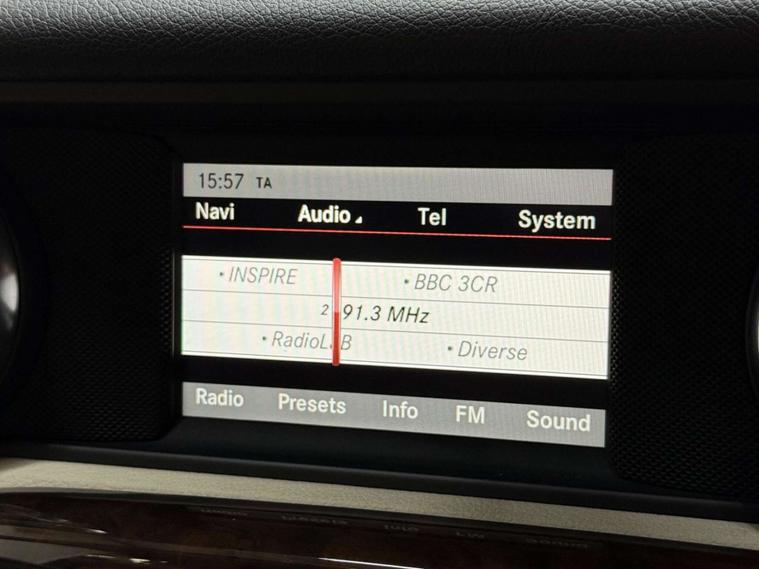 15:57 TA
Navi Audio Tel System
• INSPIRE • BBC 3CR
2 91.3 MHz
• RadioLAB • Diverse
Radio Presets Info FM Sound